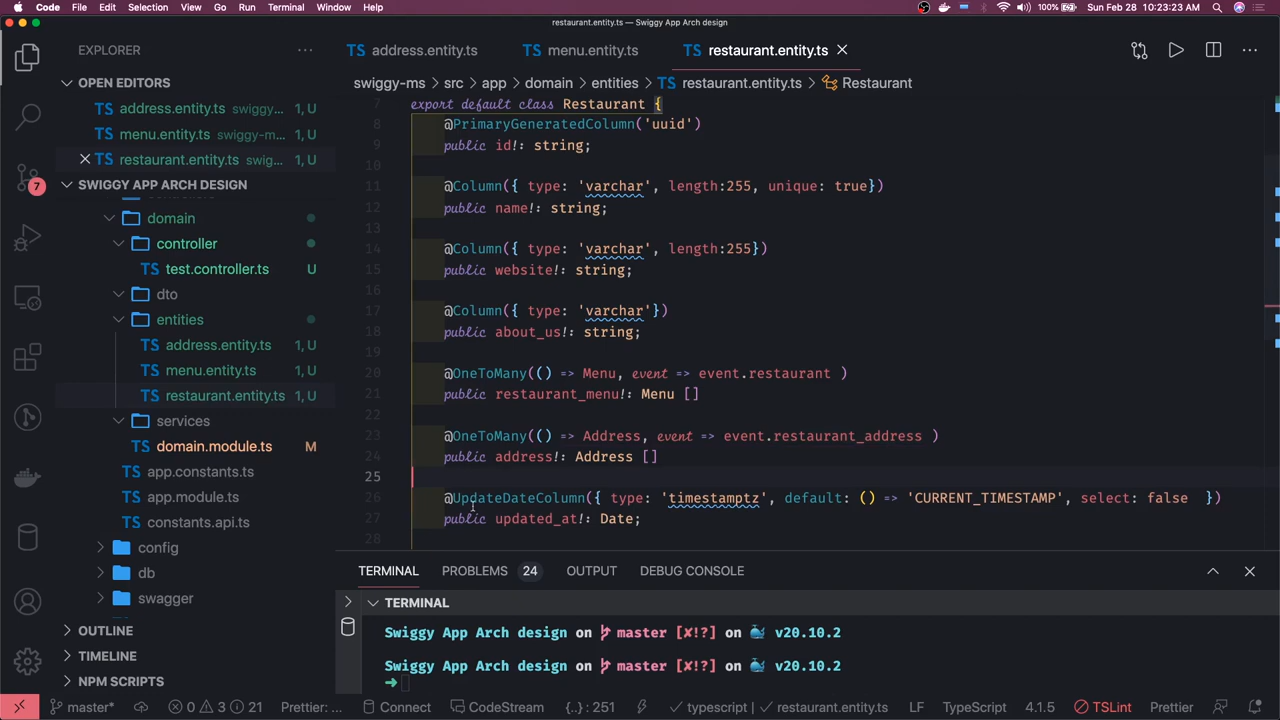 Code File Edit Selection View Go Run Terminal Window Help 100% Sun Feb 28 10:23:23 AM
restaurant.entity.ts — Swiggy App Arch design
EXPLORER
address.entity.ts menu.entity.ts restaurant.entity.ts
OPEN EDITORS
swiggy-ms > src > app > domain > entities > TS restaurant.entity.ts > Restaurant
TS address.entity.ts swiggy... 1, U
TS menu.entity.ts swiggy-m... 1, U
TS restaurant.entity.ts swig... 1, U
SWIGGY APP ARCH DESIGN
domain
controller
TS test.controller.ts U
dto
entities
TS address.entity.ts 1, U
TS menu.entity.ts 1, U
TS restaurant.entity.ts 1, U
services
TS domain.module.ts M
TS app.constants.ts
TS app.module.ts
TS constants.api.ts
config
db
swagger
OUTLINE
TIMELINE
NPM SCRIPTS
7
7 export default class Restaurant {
8 @PrimaryGeneratedColumn('uuid')
9 public id!: string;
10
11 @Column({ type: 'varchar', length:255, unique: true})
12 public name!: string;
13
14 @Column({ type: 'varchar', length:255})
15 public website!: string;
16
17 @Column({ type: 'varchar'})
18 public about_us!: string;
19
20 @OneToMany(() => Menu, event => event.restaurant )
21 public restaurant_menu!: Menu []
22
23 @OneToMany(() => Address, event => event.restaurant_address )
24 public address!: Address []
25
26 @UpdateDateColumn({ type: 'timestamptz', default: () => 'CURRENT_TIMESTAMP', select: false })
27 public updated_at!: Date;
28
TERMINAL PROBLEMS 24 OUTPUT DEBUG CONSOLE
TERMINAL
Swiggy App Arch design on master [✘!?] on 🐳 v20.10.2
Swiggy App Arch design on master [✘!?] on 🐳 v20.10.2
➜
master* 0 3 21 Prettier: ... Connect CodeStream {..} : 251 typescript | restaurant.entity.ts LF TypeScript 4.1.5 TSLint Prettier